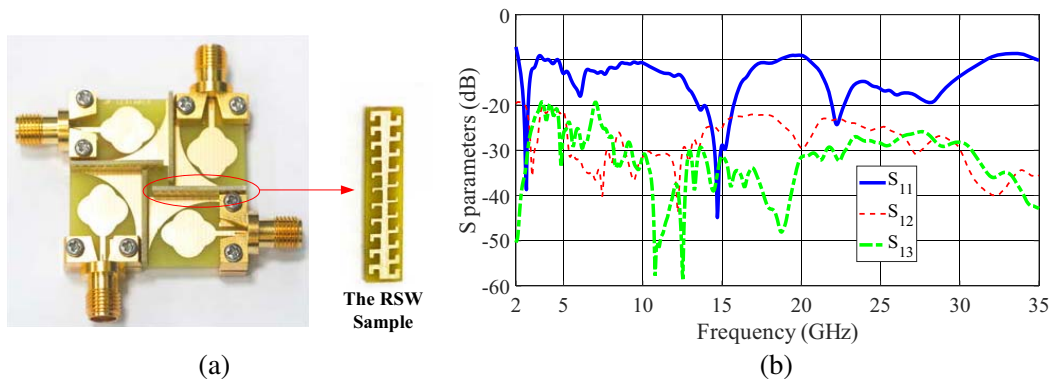 The RSW
Sample
(a)
S parameters (dB)
0
-10
-20
-30
-40
-50
-60
S11
S12
S13
2 5 10 15 20 25 30 35
Frequency (GHz)
(b)